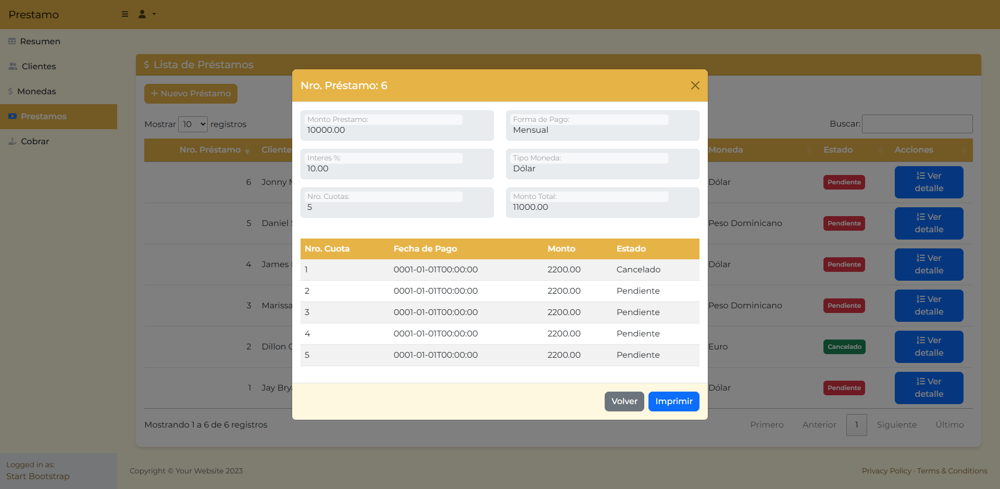 Prestamo
Resumen
Clientes
Monedas
Prestamos
Cobrar
Logged in as:
Start Bootstrap
$ Lista de Préstamos
+ Nuevo Préstamo
Mostrar 10 registros
Buscar:
Nro. Préstamo Cliente Moneda Estado Acciones
6 Jonny Dólar Pendiente Ver detalle
5 Daniel Peso Dominicano Pendiente Ver detalle
4 James Dólar Pendiente Ver detalle
3 Marissa Peso Dominicano Pendiente Ver detalle
2 Dillon Euro Cancelado Ver detalle
1 Jay Dólar Pendiente Ver detalle
Mostrando 1 a 6 de 6 registros
Primero Anterior 1 Siguiente Último
Copyright © Your Website 2023
Privacy Policy · Terms & Conditions
Nro. Préstamo: 6
Monto Prestamo:
10000.00
Forma de Pago:
Mensual
Interes %:
10.00
Tipo Moneda:
Dólar
Nro. Cuotas:
5
Monto Total:
11000.00
Nro. Cuota Fecha de Pago Monto Estado
1 0001-01-01T00:00:00 2200.00 Cancelado
2 0001-01-01T00:00:00 2200.00 Pendiente
3 0001-01-01T00:00:00 2200.00 Pendiente
4 0001-01-01T00:00:00 2200.00 Pendiente
5 0001-01-01T00:00:00 2200.00 Pendiente
Volver Imprimir